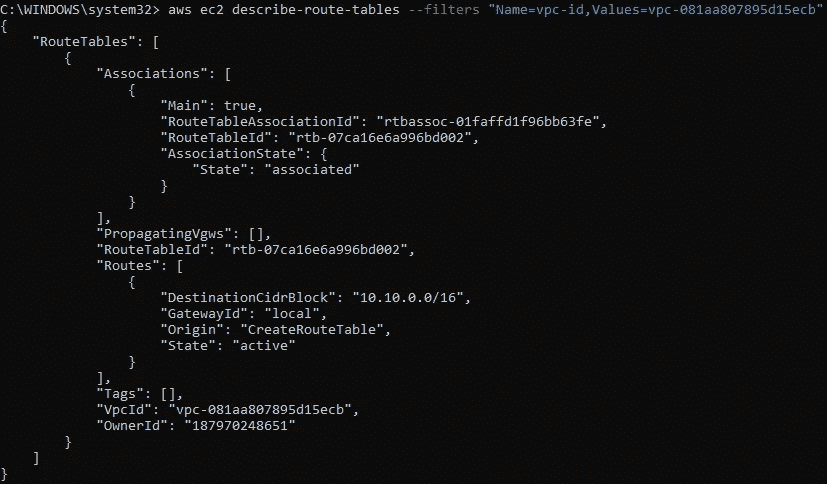 C:\WINDOWS\system32> aws ec2 describe-route-tables --filters "Name=vpc-id,Values=vpc-081aa807895d15ecb"
{
    "RouteTables": [
        {
            "Associations": [
                {
                    "Main": true,
                    "RouteTableAssociationId": "rtbassoc-01faffd1f96bb63fe",
                    "RouteTableId": "rtb-07ca16e6a996bd002",
                    "AssociationState": {
                        "State": "associated"
                    }
                }
            ],
            "PropagatingVgws": [],
            "RouteTableId": "rtb-07ca16e6a996bd002",
            "Routes": [
                {
                    "DestinationCidrBlock": "10.10.0.0/16",
                    "GatewayId": "local",
                    "Origin": "CreateRouteTable",
                    "State": "active"
                }
            ],
            "Tags": [],
            "VpcId": "vpc-081aa807895d15ecb",
            "OwnerId": "187970248651"
        }
    ]
}